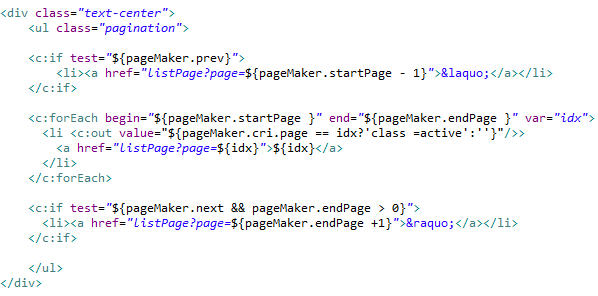 <div class="text-center">
    <ul class="pagination">

    <c:if test="${pageMaker.prev}">
        <li><a href="listPage?page=${pageMaker.startPage - 1}">&laquo;</a></li>
    </c:if>

    <c:forEach begin="${pageMaker.startPage }" end="${pageMaker.endPage }" var="idx">
      <li <c:out value="${pageMaker.cri.page == idx?'class =active':''}"/>>
        <a href="listPage?page=${idx}">${idx}</a>
      </li>
    </c:forEach>

    <c:if test="${pageMaker.next && pageMaker.endPage > 0}">
      <li><a href="listPage?page=${pageMaker.endPage +1}">&raquo;</a></li>
    </c:if>

    </ul>
</div>